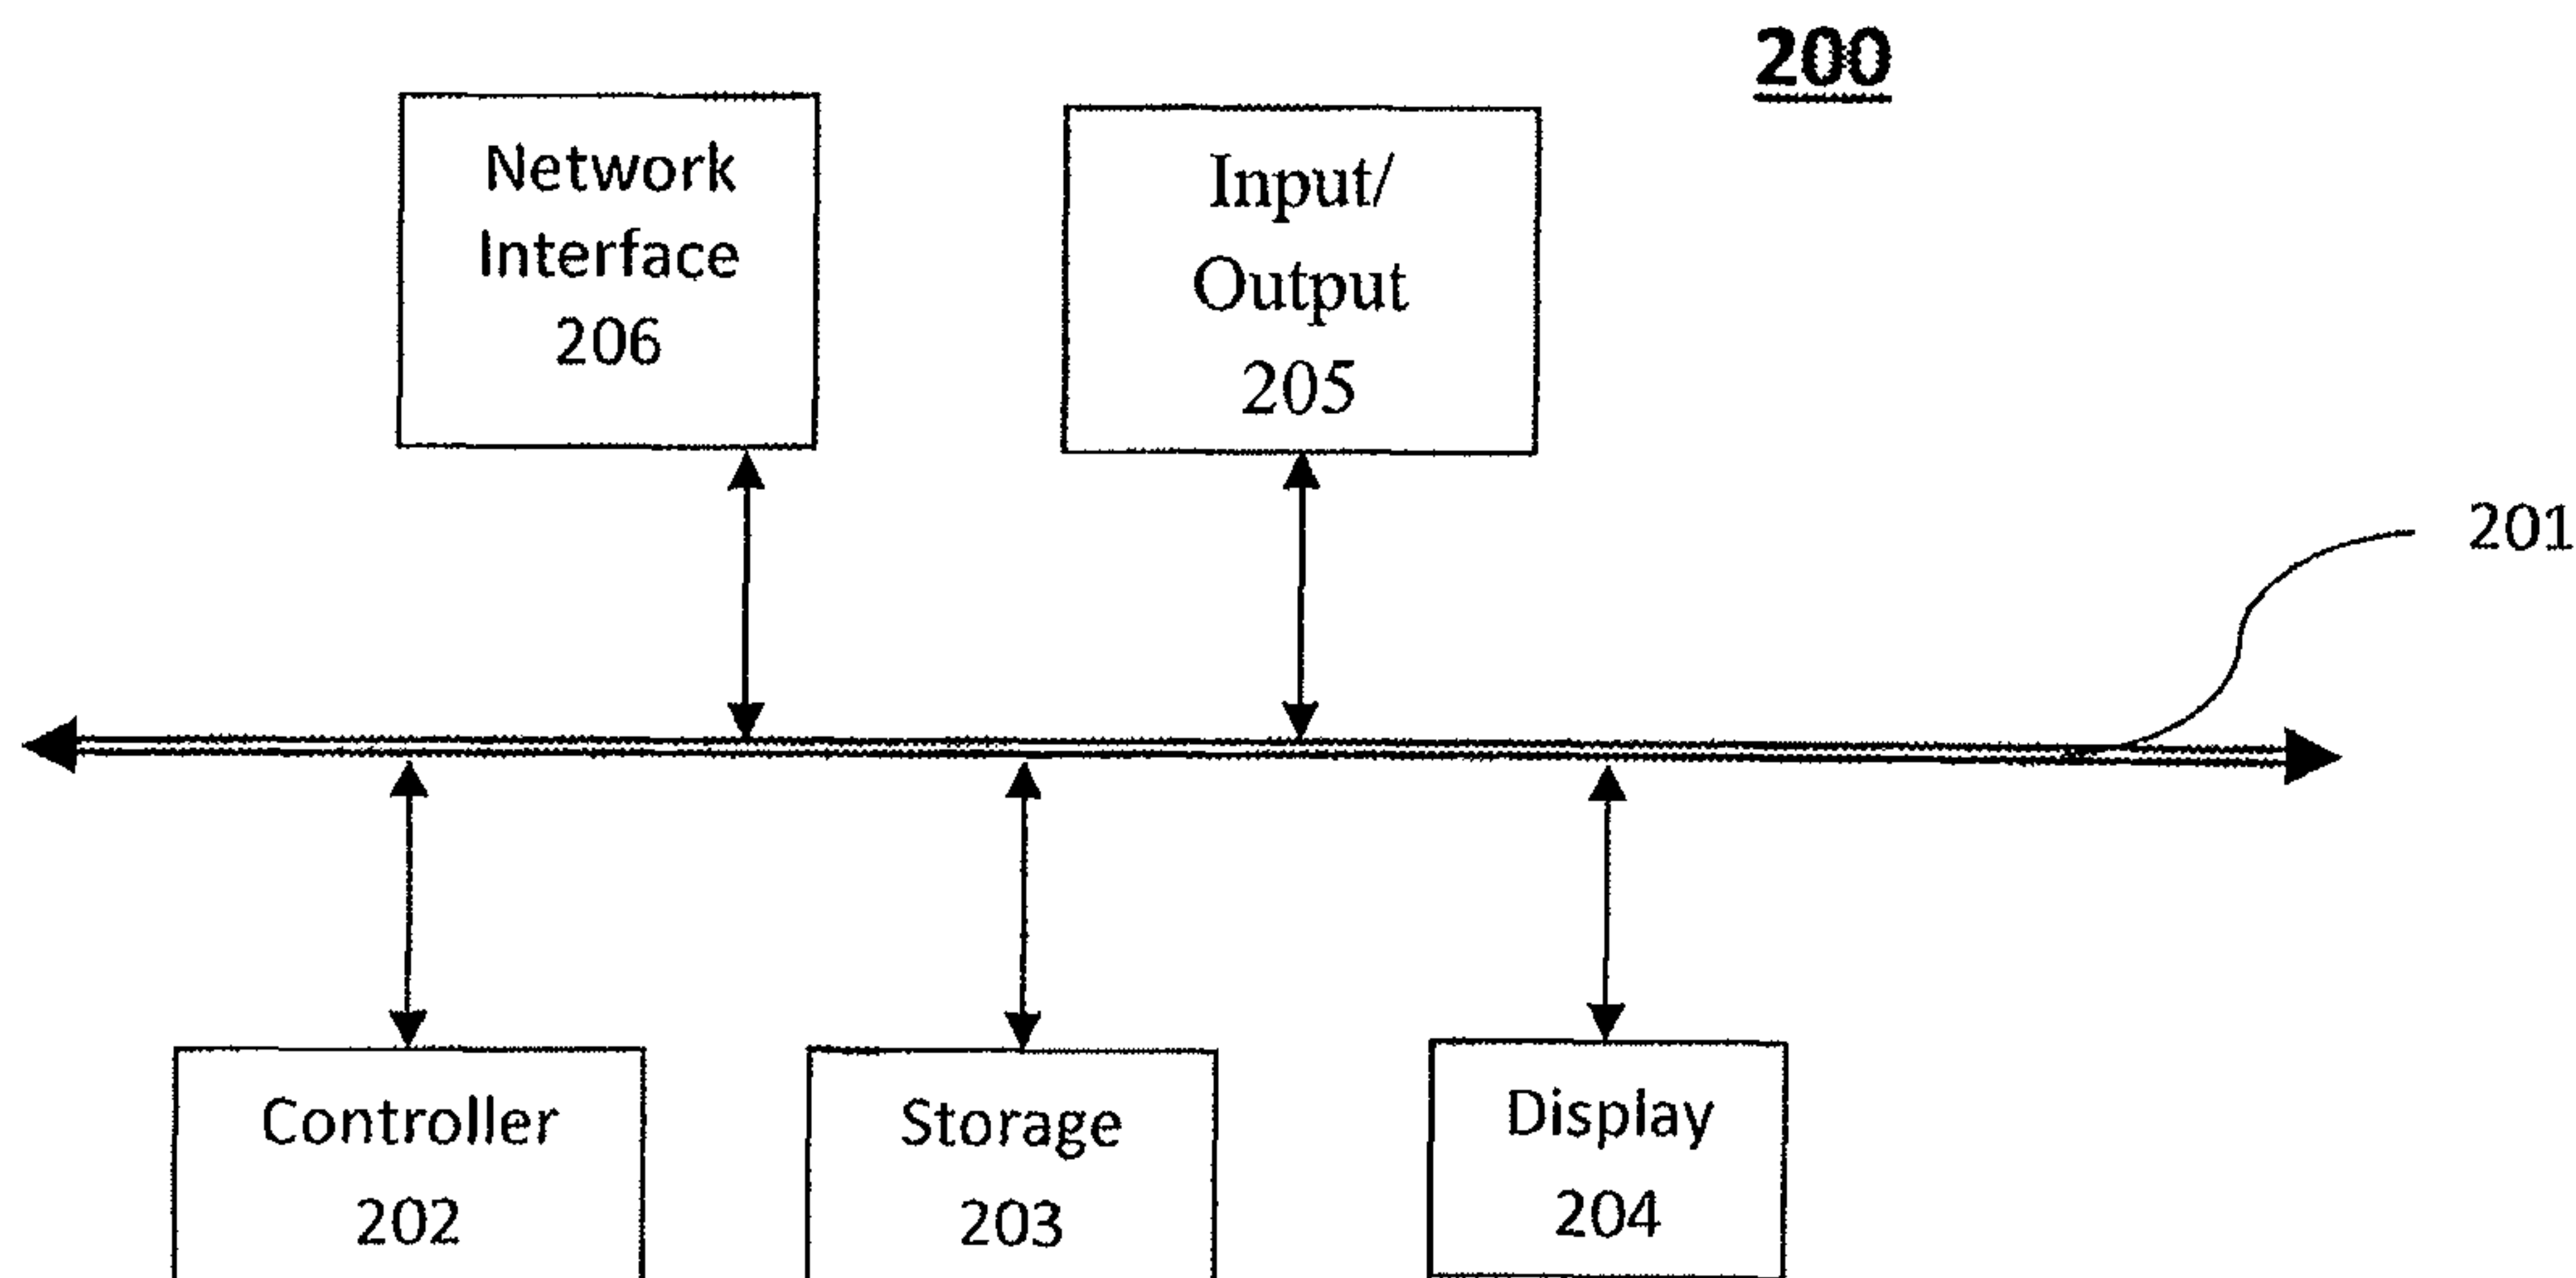 200
Network
Interface
206
Input/
Output
205
201
Controller
202
Storage
203
Display
204